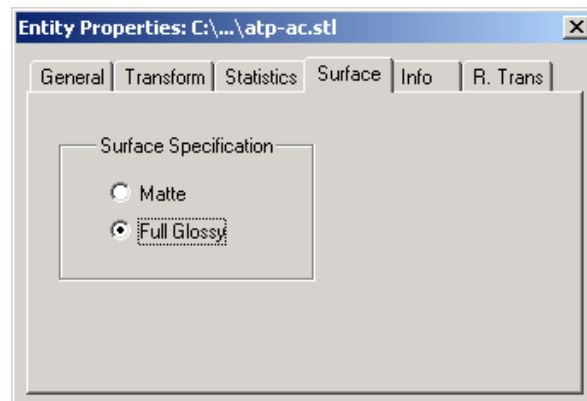 Entity Properties: C:\...\atp-ac.stl
General Transform Statistics Surface Info R. Trans
Surface Specification
Matte
Full Glossy